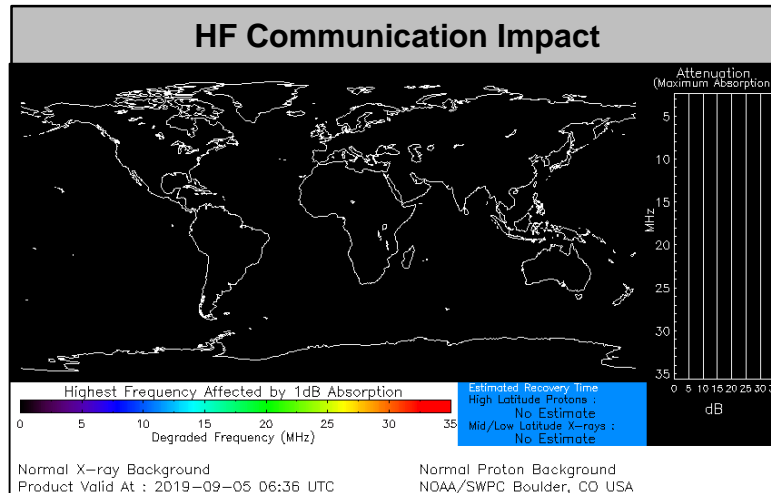 HF Communication Impact
Attenuation
(Maximum Absorption
5
10
15
20
25
30
35
MHz
0 5 10 15 20 25 30
dB
Highest Frequency Affected by 1dB Absorption
0 5 10 15 20 25 30 35
Degraded Frequency (MHz)
Estimated Recovery Time
High Latitude Protons :
No Estimate
Mid/Low Latitude X-rays :
No Estimate
Normal X-ray Background
Normal Proton Background
Product Valid At : 2019-09-05 06:36 UTC
NOAA/SWPC Boulder, CO USA